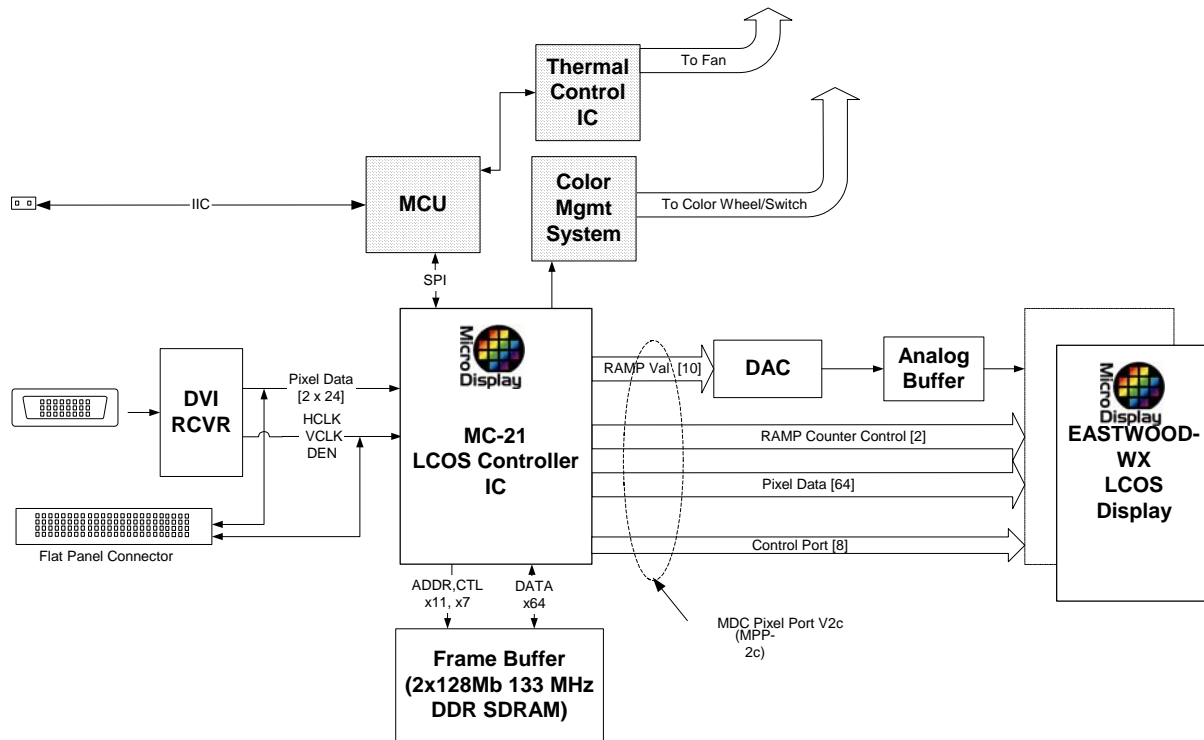 Thermal
Control
IC
To Fan
Color
Mgmt
System
To Color Wheel/Switch
MCU
IIC
SPI
Micro Display
MC-21
LCOS Controller
IC
DVI
RCVR
Pixel Data
[2 x 24]
HCLK
VCLK
DEN
Flat Panel Connector
RAMP Val. [10]
DAC
Analog
Buffer
RAMP Counter Control [2]
Pixel Data [64]
Control Port [8]
Micro Display
EASTWOOD-
WX
LCOS
Display
ADDR,CTL
x11, x7
DATA
x64
MDC Pixel Port V2c
(MPP-
2c)
Frame Buffer
(2x128Mb 133 MHz
DDR SDRAM)